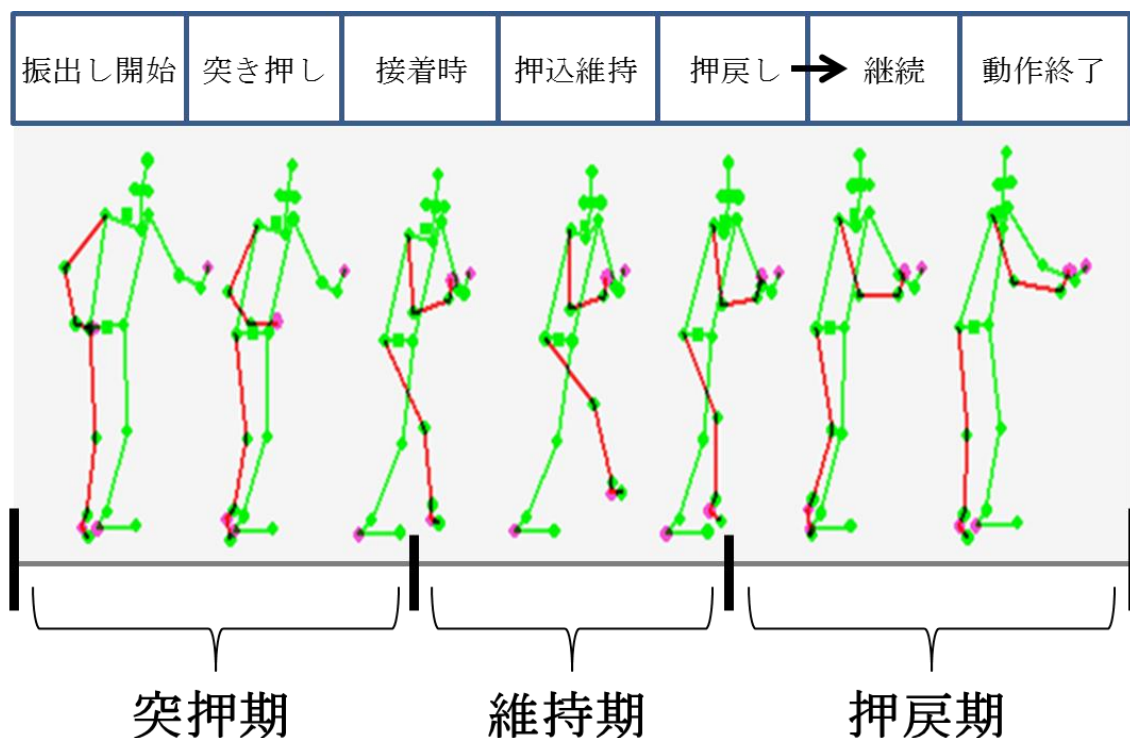 振出し開始
突き押し
接着時
押込維持
押戻し
継続
動作終了
突押期
維持期
押戻期